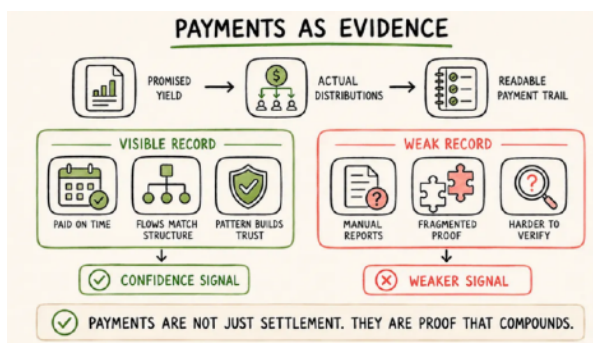 PAYMENTS AS EVIDENCE
PROMISED
YIELD
ACTUAL
DISTRIBUTIONS
READABLE
PAYMENT TRAIL
VISIBLE RECORD
PAID ON TIME
FLOWS MATCH
STRUCTURE
PATTERN BUILDS
TRUST
CONFIDENCE SIGNAL
WEAK RECORD
MANUAL
REPORTS
FRAGMENTED
PROOF
HARDER TO
VERIFY
WEAKER SIGNAL
PAYMENTS ARE NOT JUST SETTLEMENT. THEY ARE PROOF THAT COMPOUNDS.